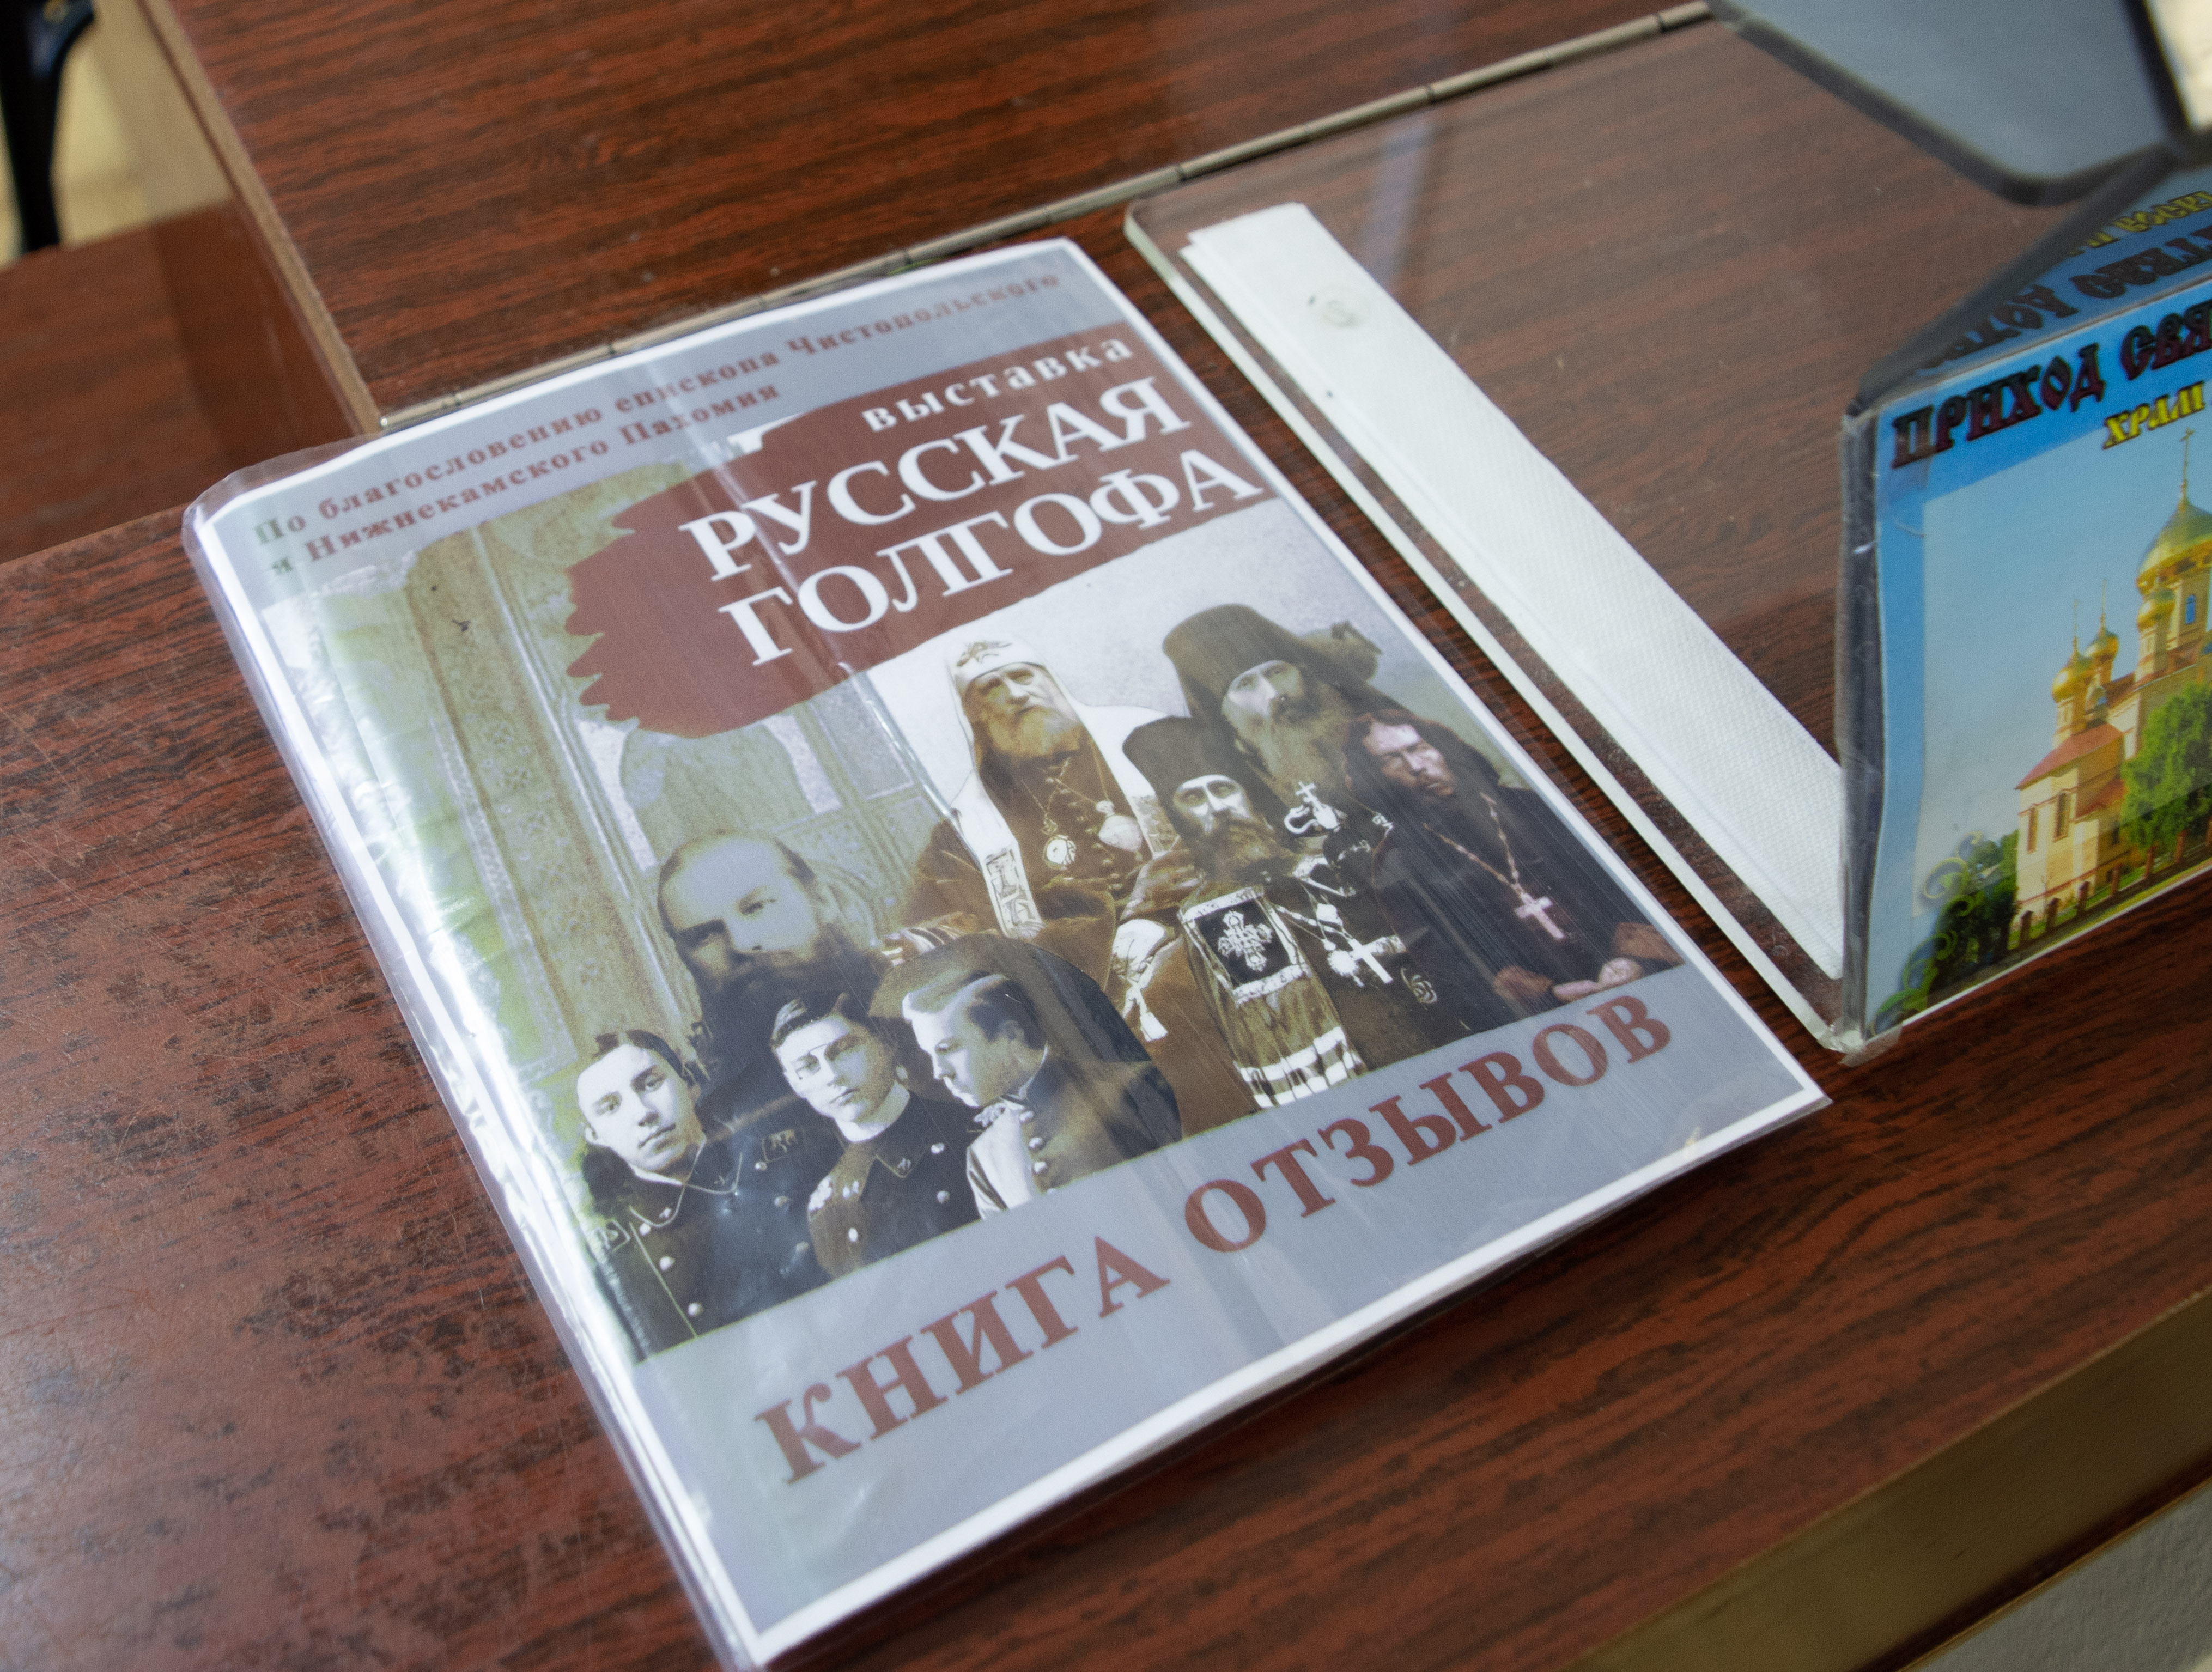 По благословению епископа Чистопольского
и Нижнекамского Пахомия
выставка
РУССКАЯ
ГОЛГОФА
КНИГА ОТЗЫВОВ
ПРИХОД
ХРАМ